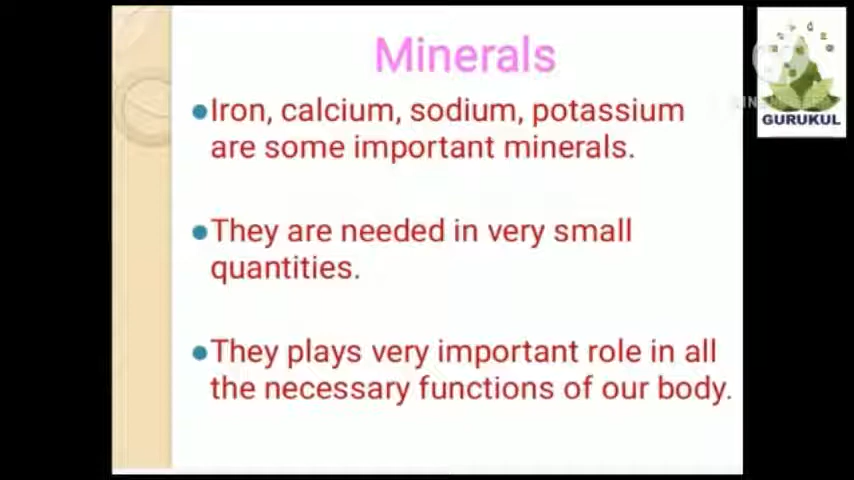 Minerals
Iron, calcium, sodium, potassium
are some important minerals.
They are needed in very small
quantities.
They plays very important role in all
the necessary functions of our body.
GURUKUL